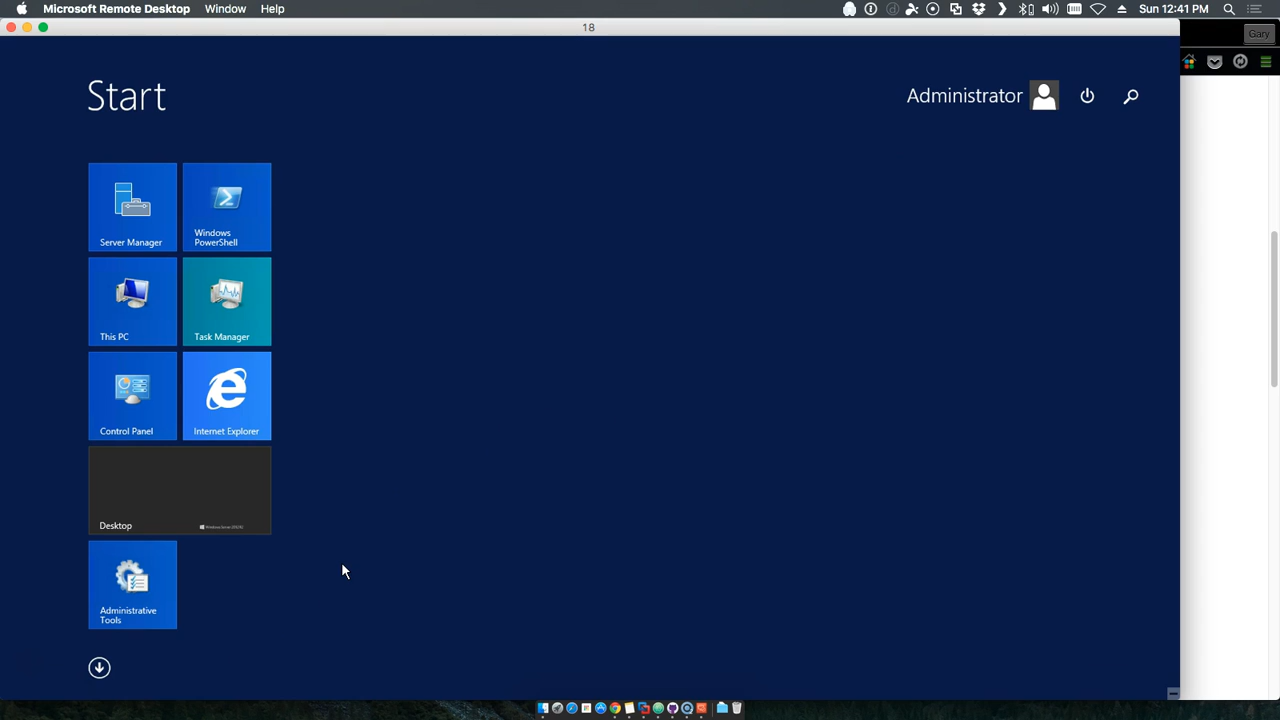 Microsoft Remote Desktop Window Help
Sun 12:41 PM
18
Gary
Start
Administrator
Server Manager
Windows PowerShell
This PC
Task Manager
Control Panel
Internet Explorer
Desktop
Administrative Tools